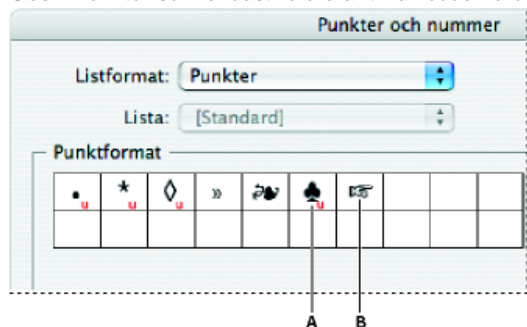 Punkter och nummer
Listformat: Punkter
Lista: [Standard]
Punktformat
• u * u ◊ u » ❧ ♣ u ☞
A B